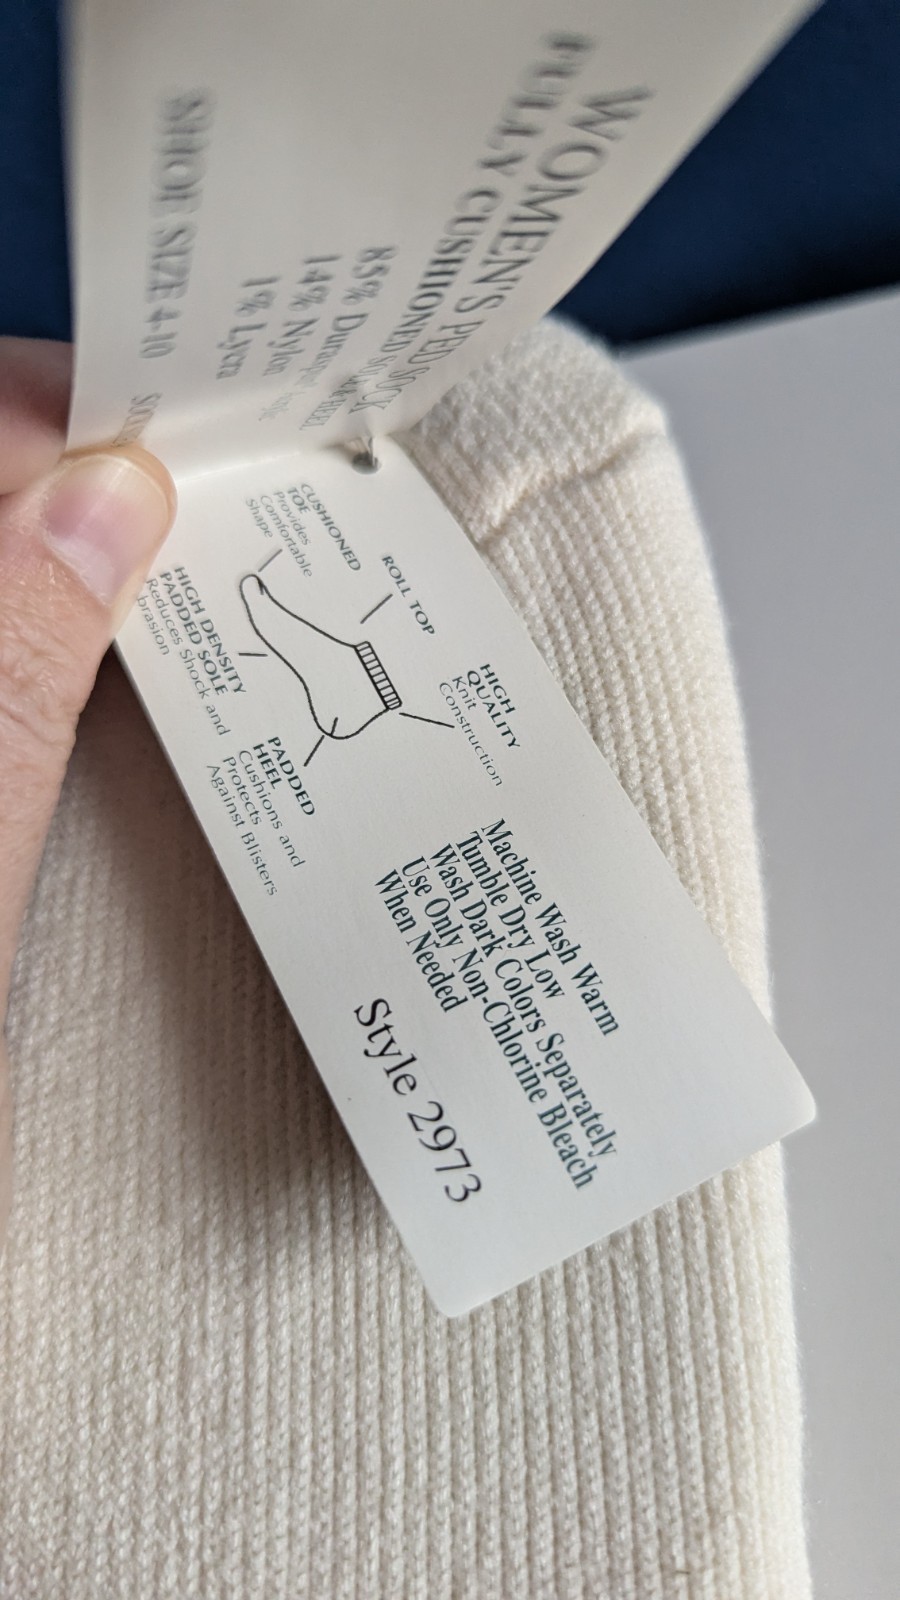 WOMEN'S PED SOCK
FULLY CUSHIONED
85%
14% Nylon
1% Lycra
SHOE SIZE 4-10
CUSHIONED
TOE
Provides
Comfortable
Shape
ROLL TOP
HIGH
QUALITY
Knit
Construction
HIGH DENSITY
PADDED SOLE
Reduces Shock and
brasion
PADDED
HEEL
Cushions and
Protects
Against Blisters
Machine Wash Warm
Tumble Dry Low
Wash Dark Colors Separately
Use Only Non-Chlorine Bleach
When Needed
Style 2973